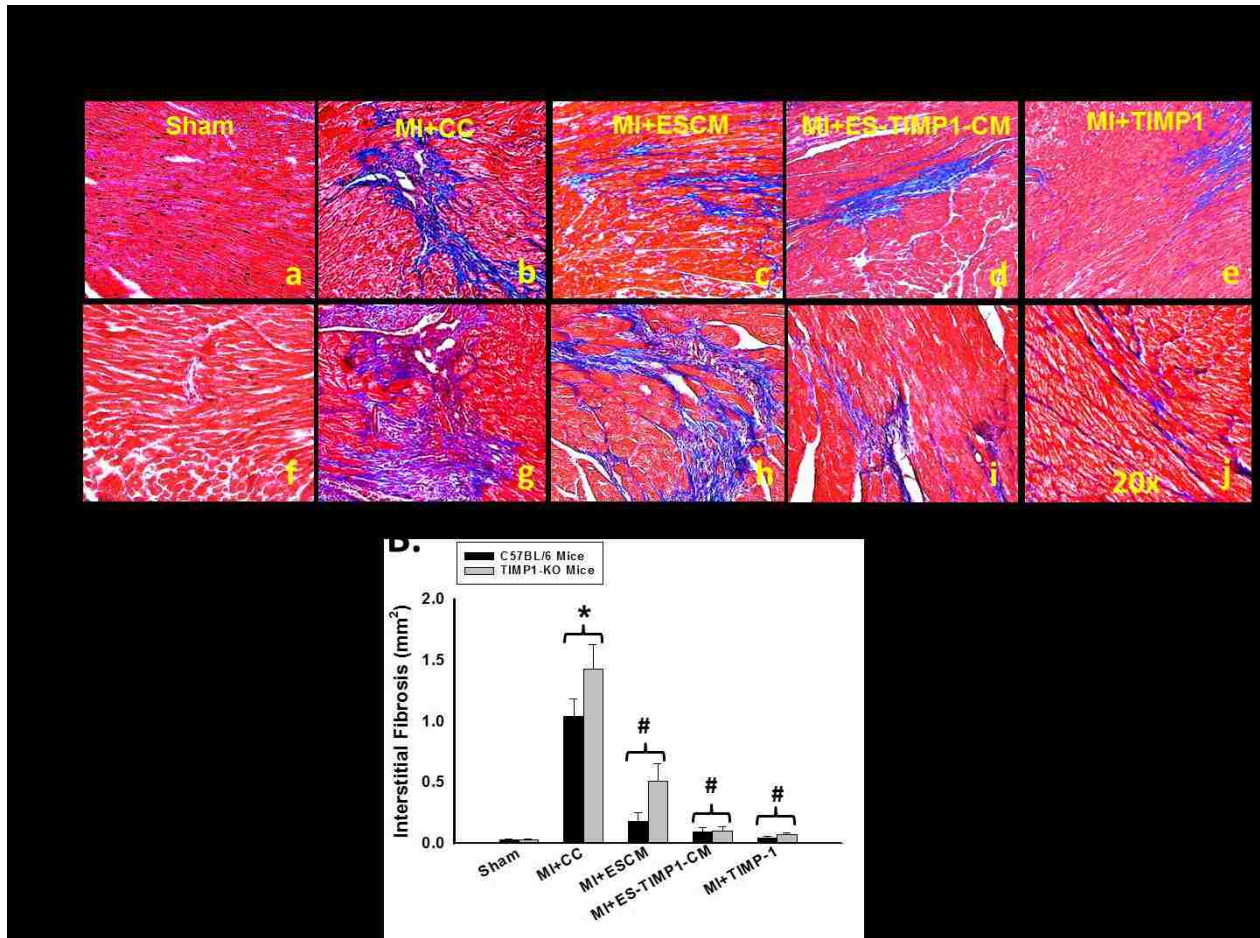 Sham MI+CC MI+ESCM MI+ES-TIMP1-CM MI+TIMP1
a b c d e
f g h i j
20x
B.
C57BL/6 Mice
TIMP1-KO Mice
Interstitial Fibrosis (mm²)
2.0
1.5
1.0
0.5
0.0
*
#
#
#
Sham
MI+CC
MI+ESCM
MI+ES-TIMP1-CM
MI+TIMP-1